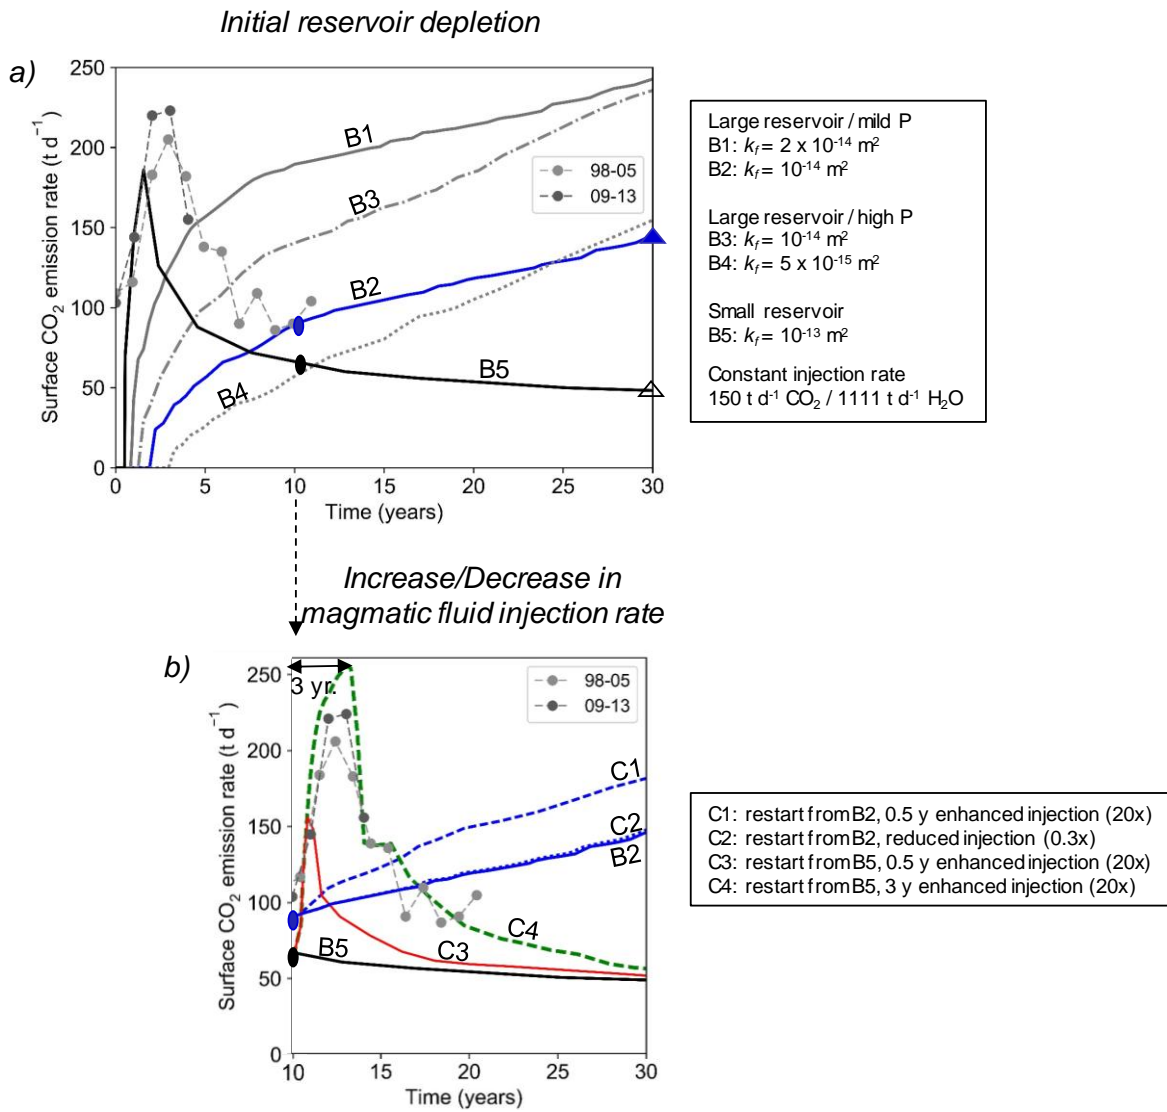 Initial reservoir depletion
a)
250
200
150
100
50
0
Surface CO₂ emission rate (t d⁻¹)
B1
B3
B2
B4
B5
98-05
09-13
0 5 10 15 20 25 30
Time (years)
Large reservoir / mild P
B1: k_f = 2 x 10⁻¹⁴ m²
B2: k_f = 10⁻¹⁴ m²
Large reservoir / high P
B3: k_f = 10⁻¹⁴ m²
B4: k_f = 5 x 10⁻¹⁵ m²
Small reservoir
B5: k_f = 10⁻¹³ m²
Constant injection rate
150 t d⁻¹ CO₂ / 1111 t d⁻¹ H₂O
Increase/Decrease in
magmatic fluid injection rate
b)
250
200
150
100
50
0
Surface CO₂ emission rate (t d⁻¹)
3 yr.
98-05
09-13
C1
C2
B2
B5
C3
C4
10 15 20 25 30
Time (years)
C1: restart from B2, 0.5 y enhanced injection (20x)
C2: restart from B2, reduced injection (0.3x)
C3: restart from B5, 0.5 y enhanced injection (20x)
C4: restart from B5, 3 y enhanced injection (20x)